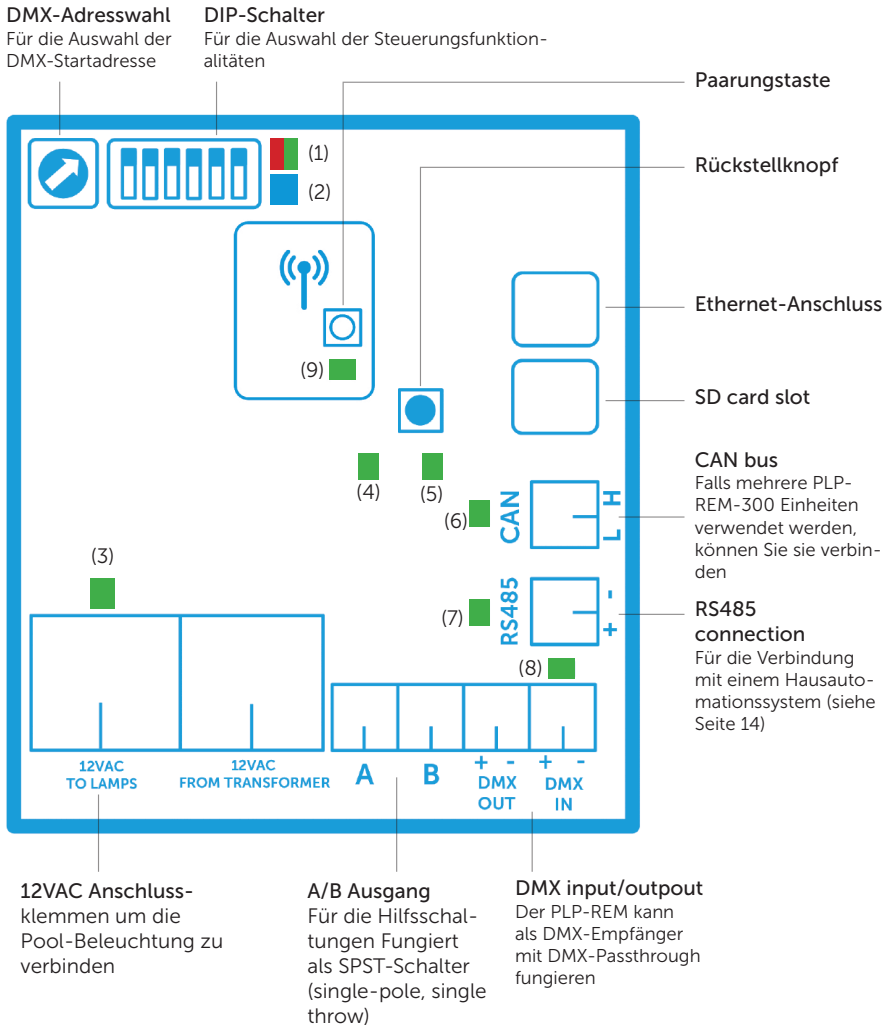 DMX-Adresswahl
Für die Auswahl der
DMX-Startadresse
DIP-Schalter
Für die Auswahl der Steuerungsfunktion-
alitäten
Paarungstaste
(1)
(2)
Rückstellknopf
Ethernet-Anschluss
(9)
SD card slot
(4)
(5)
(6)
CAN
H
L
CAN bus
Falls mehrere PLP-
REM-300 Einheiten
verwendet werden,
können Sie sie verbin-
den
(3)
(7)
RS485
-
+
RS485
connection
Für die Verbindung
mit einem Hausauto-
mationssystem (siehe
Seite 14)
(8)
12VAC
TO LAMPS
12VAC
FROM TRANSFORMER
A
B
+ -
DMX
OUT
+ -
DMX
IN
12VAC Anschluss-
klemmen um die
Pool-Beleuchtung zu
verbinden
A/B Ausgang
Für die Hilfsschal-
tungen Fungiert
als SPST-Schalter
(single-pole, single
throw)
DMX input/outpout
Der PLP-REM kann
als DMX-Empfänger
mit DMX-Passthrough
fungieren